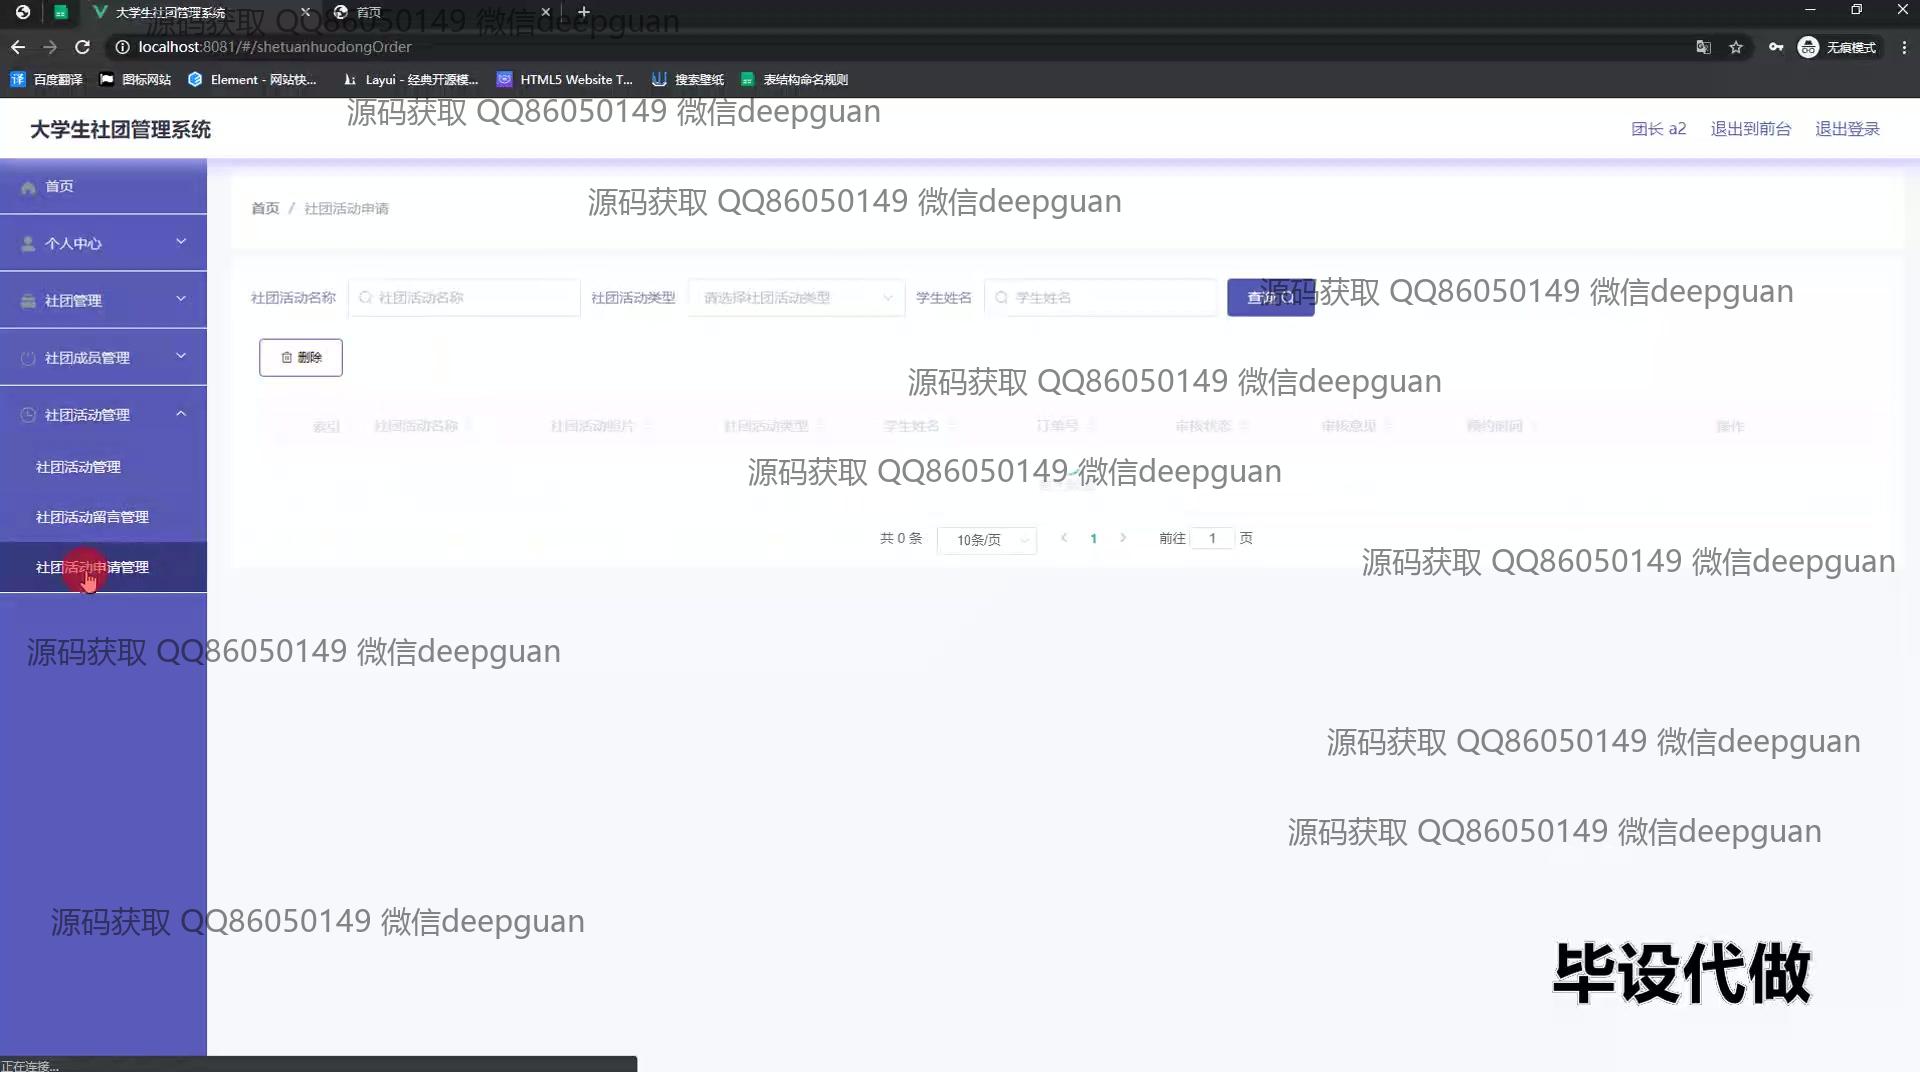 大学生社团管理系统
首页
源码获取 QQ86050149 微信deepguan
localhost:8081/#/shetuanhuodongOrder
无痕模式
百度翻译
图标网站
Element - 网站快...
Layui - 经典开源模...
HTML5 Website T...
搜索壁纸
表结构命名规则
源码获取 QQ86050149 微信deepguan
大学生社团管理系统
团长 a2
退出到前台
退出登录
首页
个人中心
社团管理
社团成员管理
社团活动管理
社团活动管理
社团活动留言管理
社团活动申请管理
首页 / 社团活动申请
源码获取 QQ86050149 微信deepguan
社团活动名称
社团活动名称
社团活动类型
请选择社团活动类型
学生姓名
学生姓名
查询
源码获取 QQ86050149 微信deepguan
删除
源码获取 QQ86050149 微信deepguan
索引
社团活动名称
社团活动照片
社团活动类型
学生姓名
订单号
审核状态
审核意见
预约时间
操作
源码获取 QQ86050149 微信deepguan
共 0 条
10条/页
1
前往 1 页
源码获取 QQ86050149 微信deepguan
源码获取 QQ86050149 微信deepguan
源码获取 QQ86050149 微信deepguan
源码获取 QQ86050149 微信deepguan
源码获取 QQ86050149 微信deepguan
毕设代做
正在连接...